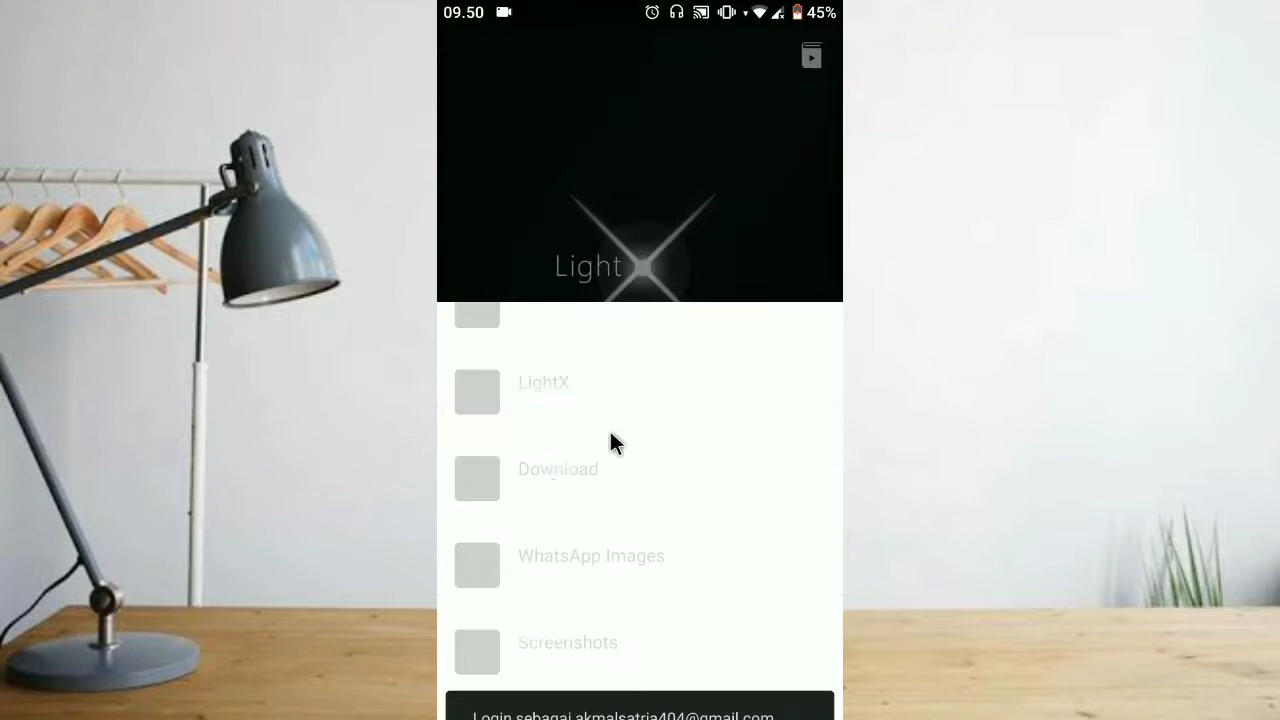 09.50
45%
Light
LightX
Download
WhatsApp Images
Screenshots
Login sebagai akmalsatria404@gmail.com